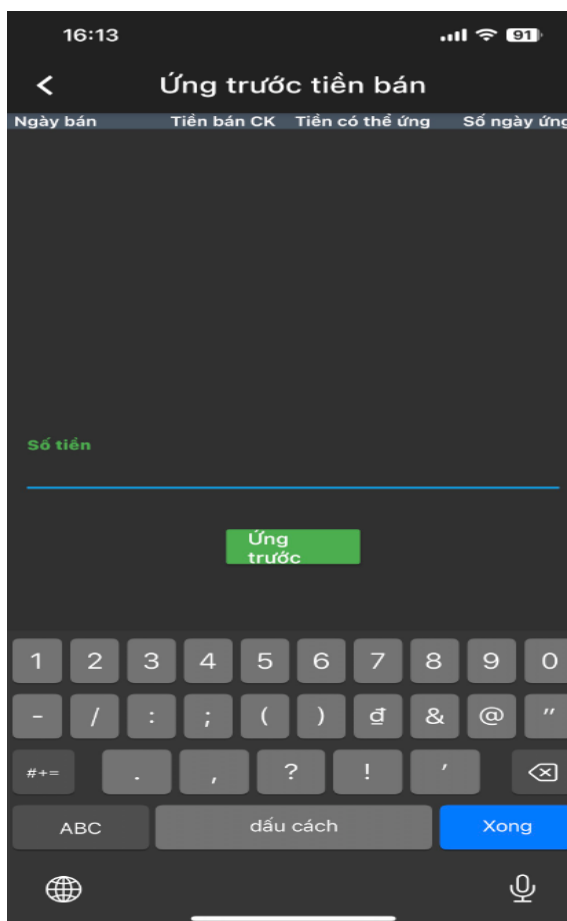 16:13
91
Ứng trước tiền bán
Ngày bán Tiền bán CK Tiền có thể ứng Số ngày ứng
Số tiền
Ứng
trước
1 2 3 4 5 6 7 8 9 0
- / : ; ( ) đ & @ "
#+= . , ? ! '
ABC dấu cách Xong